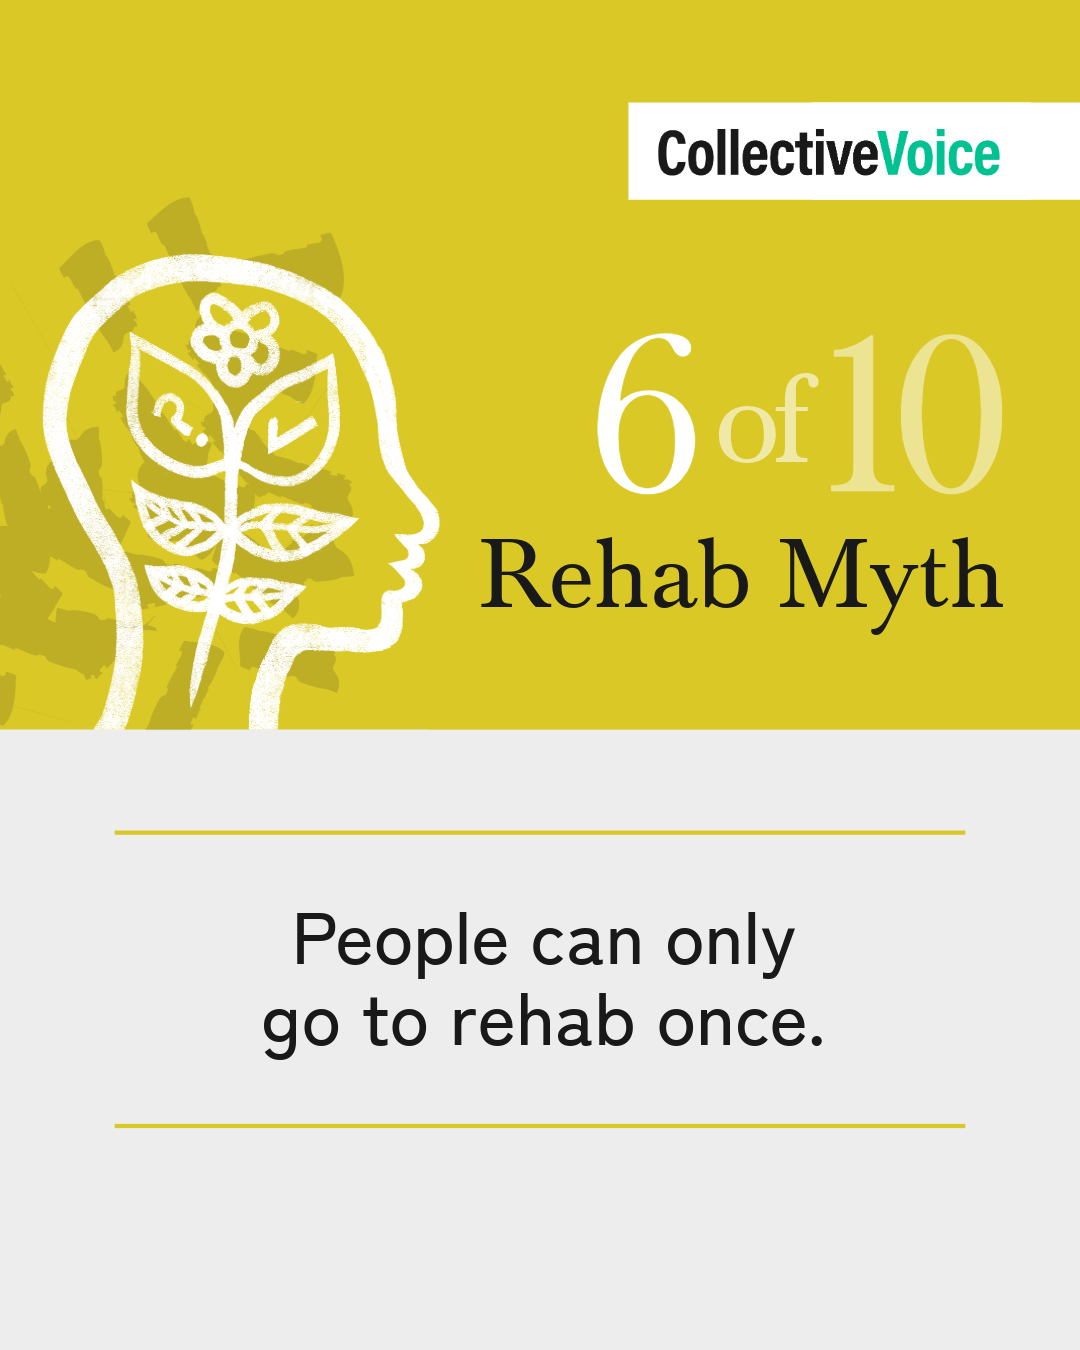 CollectiveVoice
6 of 10
Rehab Myth
People can only
go to rehab once.